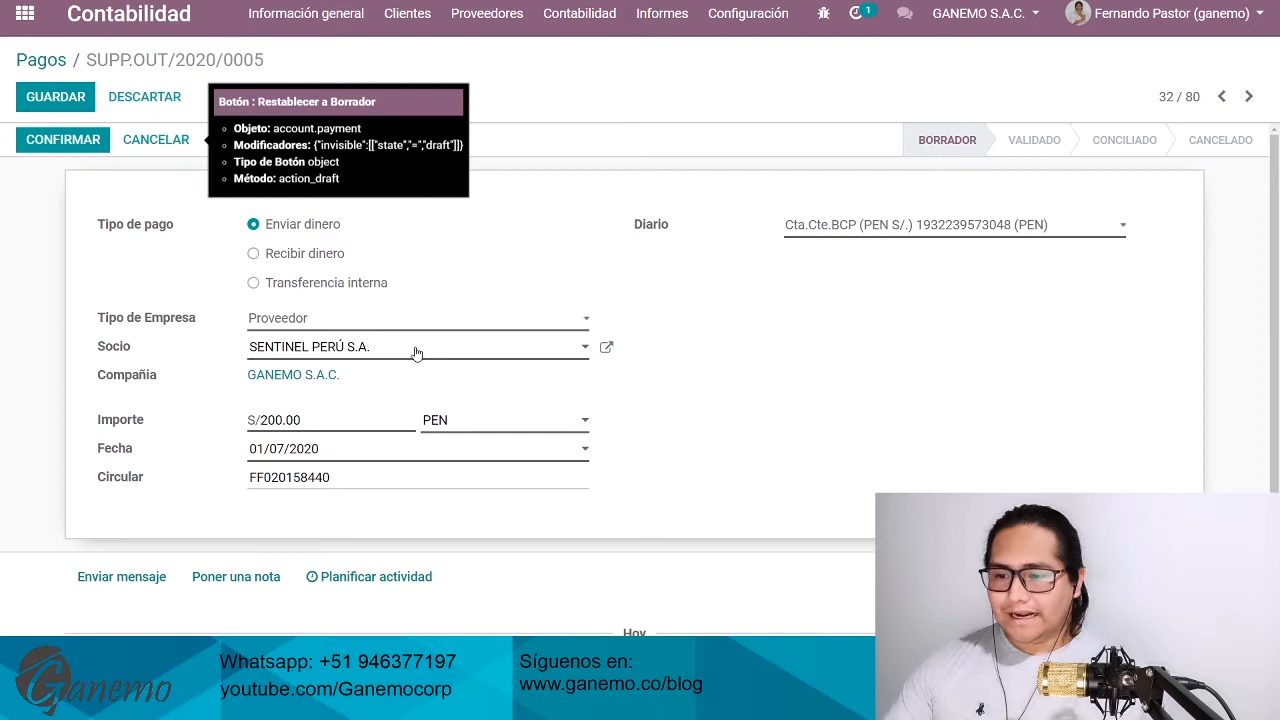 Contabilidad
Información general Clientes Proveedores Contabilidad Informes Configuración 1 GANEMO S.A.C. Fernando Pastor (ganemo)
Pagos / SUPP.OUT/2020/0005
GUARDAR DESCARTAR 32 / 80
CONFIRMAR CANCELAR
BORRADOR VALIDADO CONCILIADO CANCELADO
Botón : Restablecer a Borrador
Objeto: account.payment
Modificadores: {"invisible":[["state","=","draft"]]}
Tipo de Botón object
Método: action_draft
Tipo de pago Enviar dinero
Recibir dinero
Transferencia interna
Diario Cta.Cte.BCP (PEN S/.) 1932239573048 (PEN)
Tipo de Empresa Proveedor
Socio SENTINEL PERÚ S.A.
Compañia GANEMO S.A.C.
Importe S/200.00 PEN
Fecha 01/07/2020
Circular FF020158440
Enviar mensaje Poner una nota Planificar actividad
Hoy
Ganemo
Whatsapp: +51 946377197
youtube.com/Ganemocorp
Síguenos en:
www.ganemo.co/blog